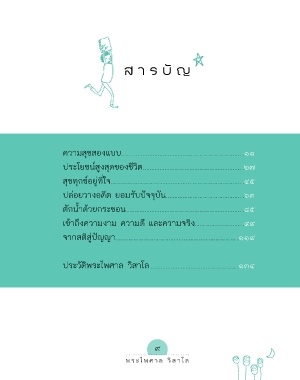 สารบัญ
ความสุขสองแบบ ๑๑
ประโยชน์สูงสุดของชีวิต ๒๗
สุขทุกข์อยู่ที่ใจ ๔๕
ปล่อยวางอดีต ยอมรับปัจจุบัน ๖๙
ตักน้ำด้วยกระชอน ๘๕
เข้าถึงความงาม ความดี และความจริง ๙๙
จากสติสู่ปัญญา ๑๑๙
ประวัติพระไพศาล วิสาโล ๑๓๔
๙
พระไพศาล วิสาโล